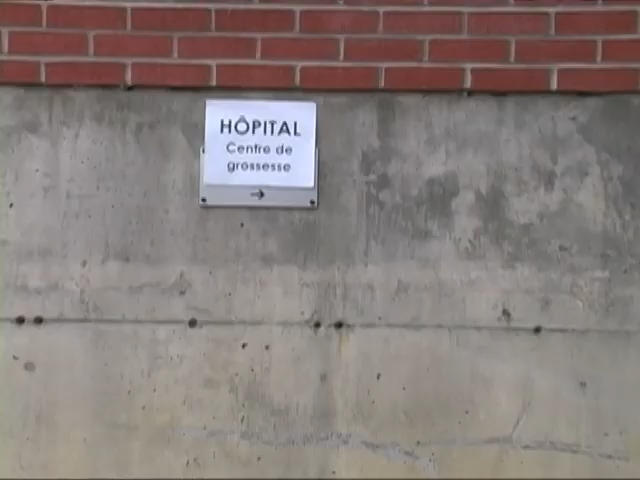 HÔPITAL
Centre de
grossesse
→